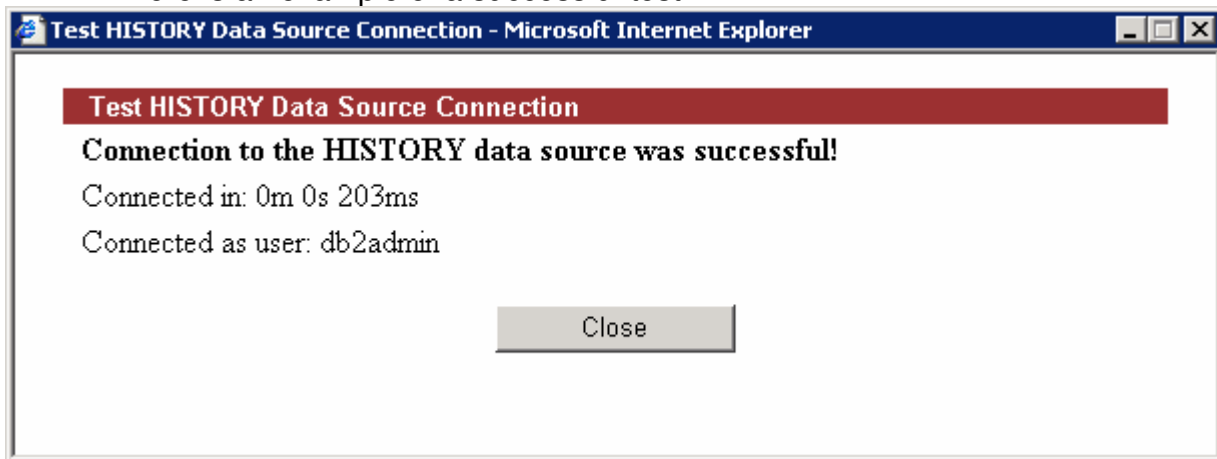 Test HISTORY Data Source Connection - Microsoft Internet Explorer
Test HISTORY Data Source Connection
Connection to the HISTORY data source was successful!
Connected in: 0m 0s 203ms
Connected as user: db2admin
Close